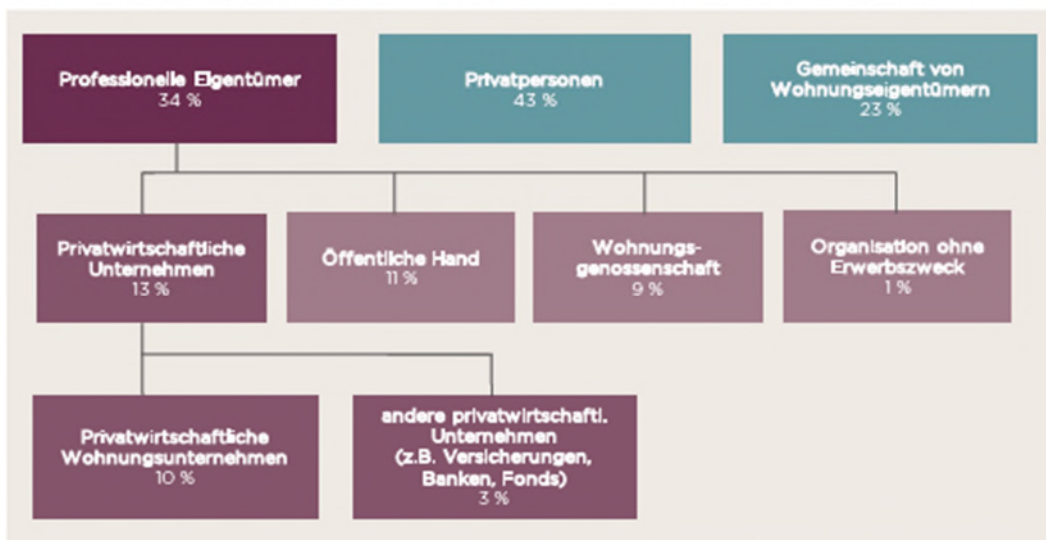 Professionelle Eigentümer
34 %
Privatpersonen
43 %
Gemeinschaft von
Wohnungseigentümern
23 %
Privatwirtschaftliche
Unternehmen
13 %
Öffentliche Hand
11 %
Wohnungs-
genossenschaft
9 %
Organisation ohne
Erwerbszweck
1 %
Privatwirtschaftliche
Wohnungsunternehmen
10 %
andere privatwirtschaftl.
Unternehmen
(z.B. Versicherungen,
Banken, Fonds)
3 %